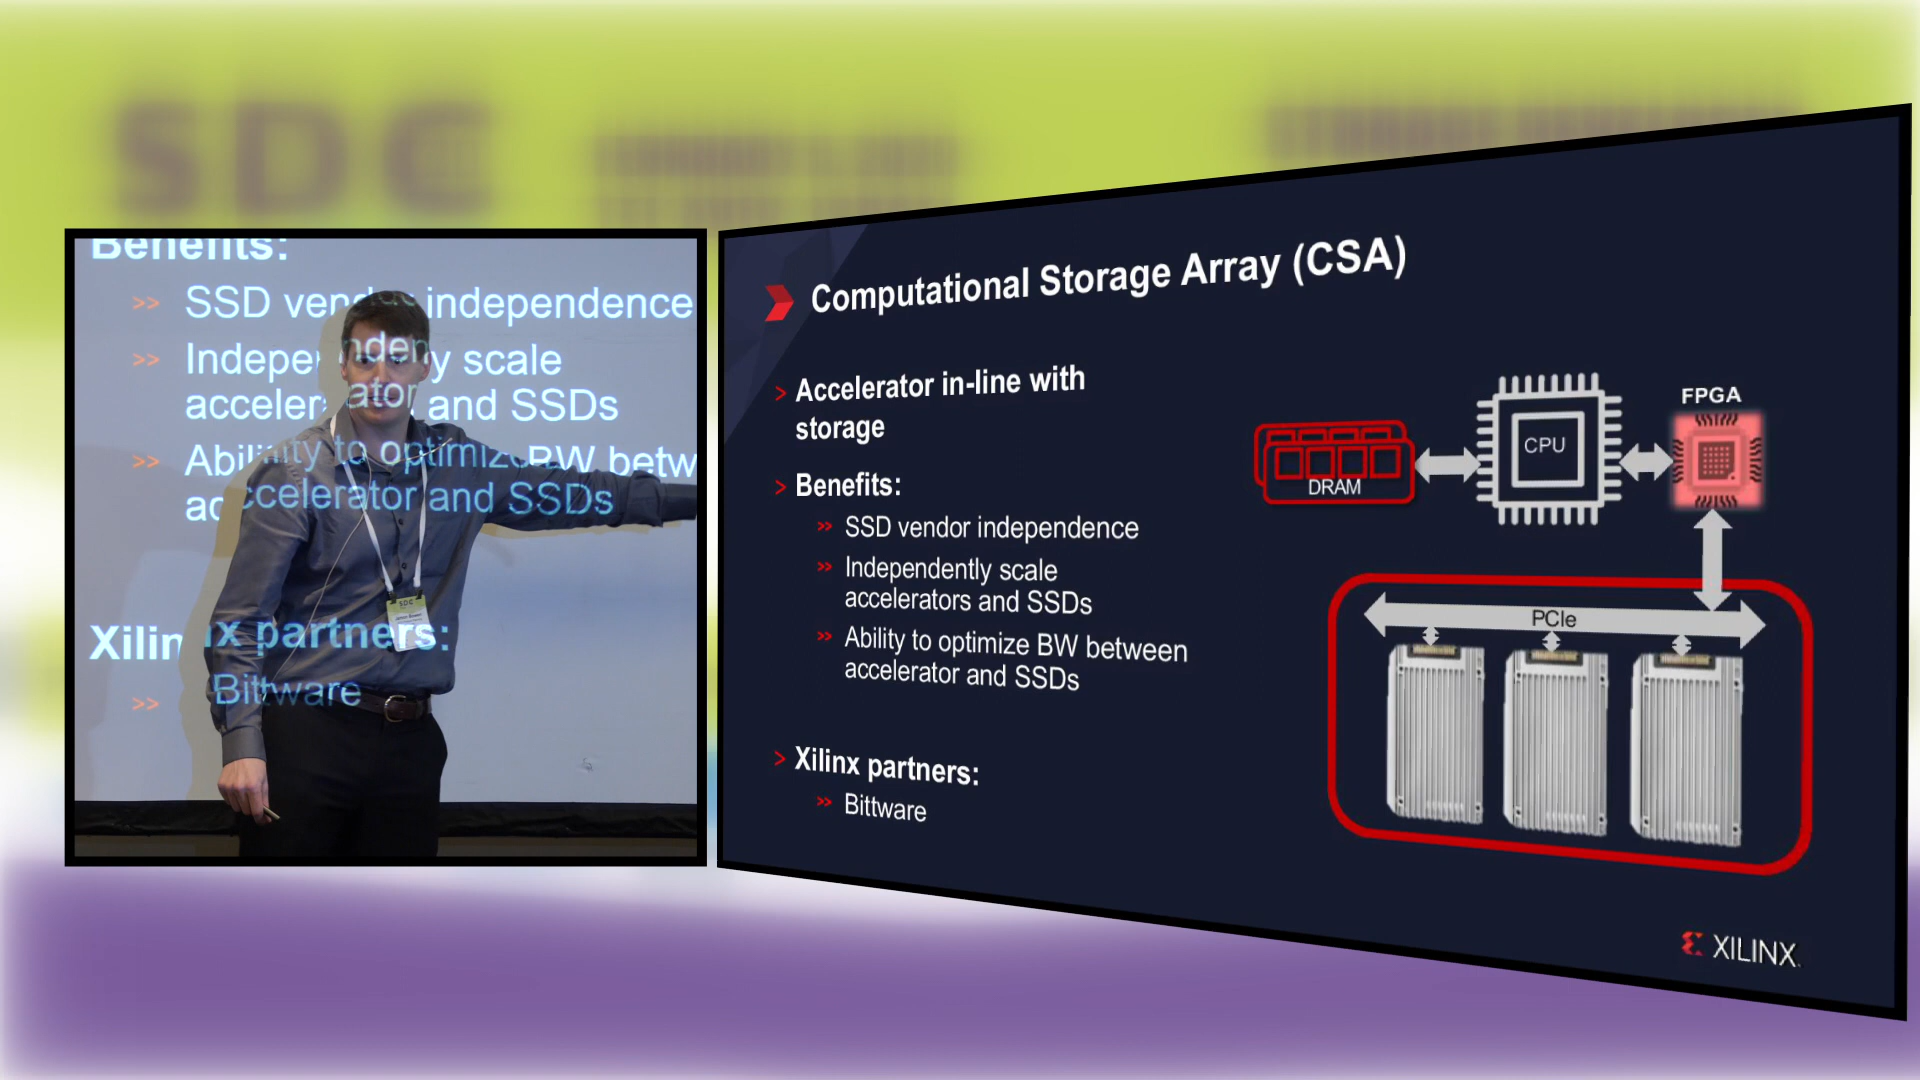 SDC
Benefits:
SSD vendor independence
Independently scale
accelerator and SSDs
Ability to optimize BW betw
accelerator and SSDs
Xilinx partners:
Bittware
SDC
Computational Storage Array (CSA)
> Accelerator in-line with
storage
> Benefits:
>> SSD vendor independence
>> Independently scale
accelerators and SSDs
>> Ability to optimize BW between
accelerator and SSDs
> Xilinx partners:
>> Bittware
DRAM
CPU
FPGA
PCIe
XILINX